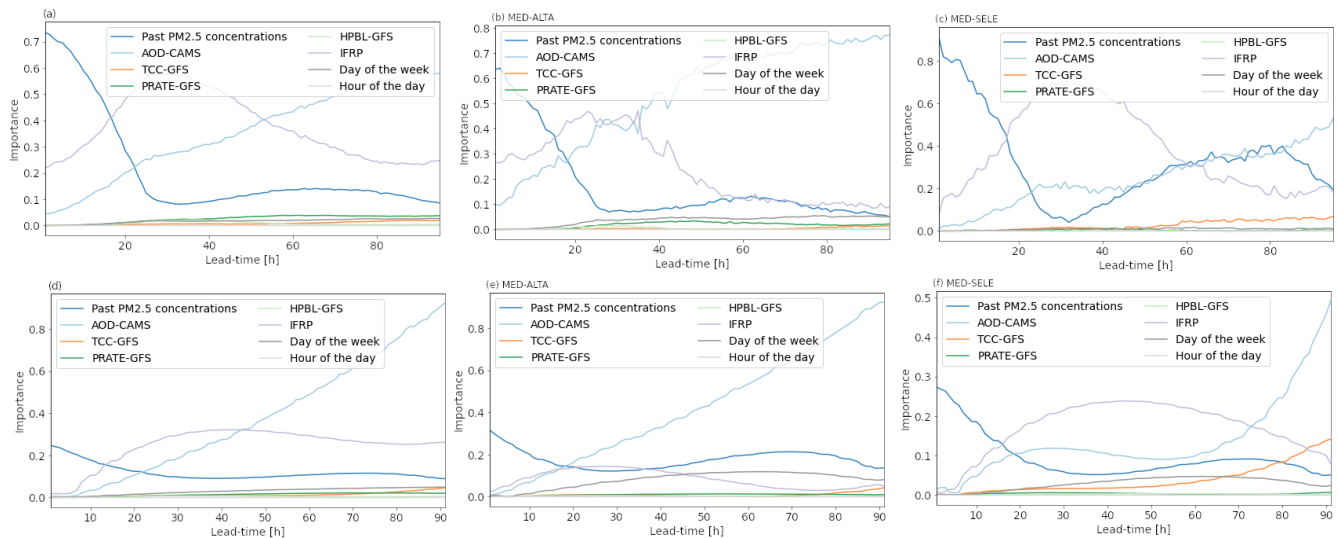 (a)
Past PM2.5 concentrations
AOD-CAMS
TCC-GFS
PRATE-GFS
HPBL-GFS
IFRP
Day of the week
Hour of the day
Importance
0.7
0.6
0.5
0.4
0.3
0.2
0.1
0.0
20 40 60 80
Lead-time [h]
(b) MED-ALTA
Past PM2.5 concentrations
AOD-CAMS
TCC-GFS
PRATE-GFS
HPBL-GFS
IFRP
Day of the week
Hour of the day
Importance
0.8
0.7
0.6
0.5
0.4
0.3
0.2
0.1
0.0
20 40 60 80
Lead-time [h]
(c) MED-SELE
Past PM2.5 concentrations
AOD-CAMS
TCC-GFS
PRATE-GFS
HPBL-GFS
IFRP
Day of the week
Hour of the day
Importance
0.8
0.6
0.4
0.2
0.0
20 40 60 80
Lead-time [h]
(d)
Past PM2.5 concentrations
AOD-CAMS
TCC-GFS
PRATE-GFS
HPBL-GFS
IFRP
Day of the week
Hour of the day
Importance
0.8
0.6
0.4
0.2
0.0
10 20 30 40 50 60 70 80 90
Lead-time [h]
(e) MED-ALTA
Past PM2.5 concentrations
AOD-CAMS
TCC-GFS
PRATE-GFS
HPBL-GFS
IFRP
Day of the week
Hour of the day
Importance
0.8
0.6
0.4
0.2
0.0
10 20 30 40 50 60 70 80 90
Lead-time [h]
(f) MED-SELE
Past PM2.5 concentrations
AOD-CAMS
TCC-GFS
PRATE-GFS
HPBL-GFS
IFRP
Day of the week
Hour of the day
Importance
0.5
0.4
0.3
0.2
0.1
0.0
10 20 30 40 50 60 70 80 90
Lead-time [h]